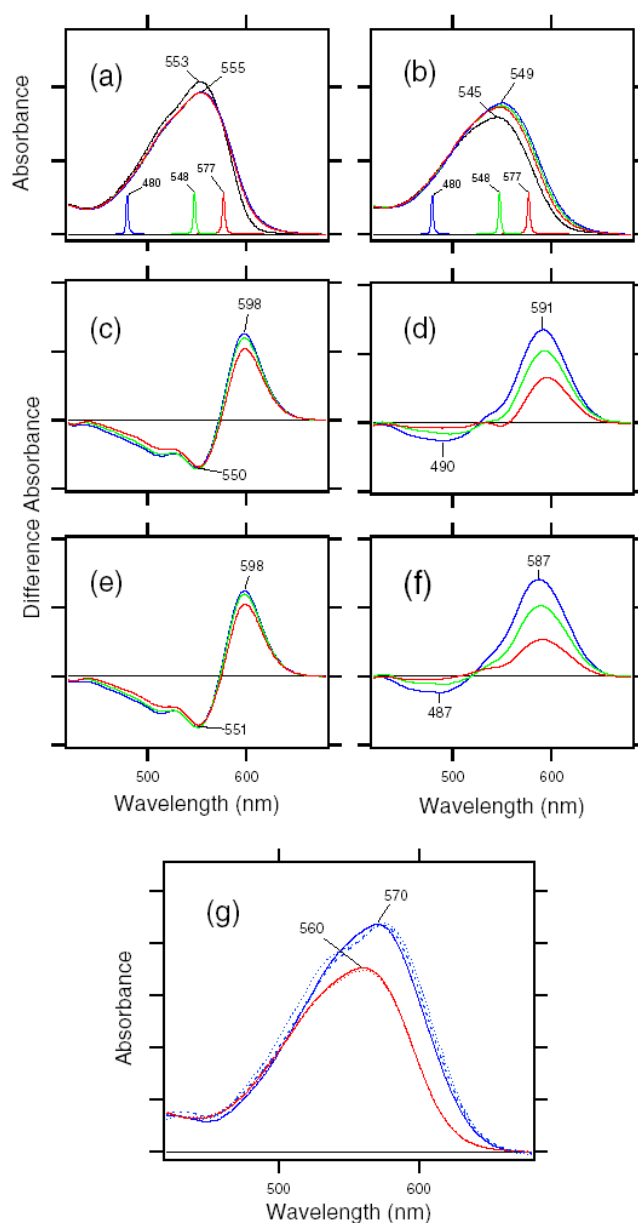 (a)
553
555
480
548
577
(b)
549
545
480
548
577
Absorbance
(c)
598
550
(d)
591
490
Difference Absorbance
(e)
598
551
(f)
587
487
500
600
500
600
Wavelength (nm)
Wavelength (nm)
(g)
570
560
Absorbance
500
600
Wavelength (nm)